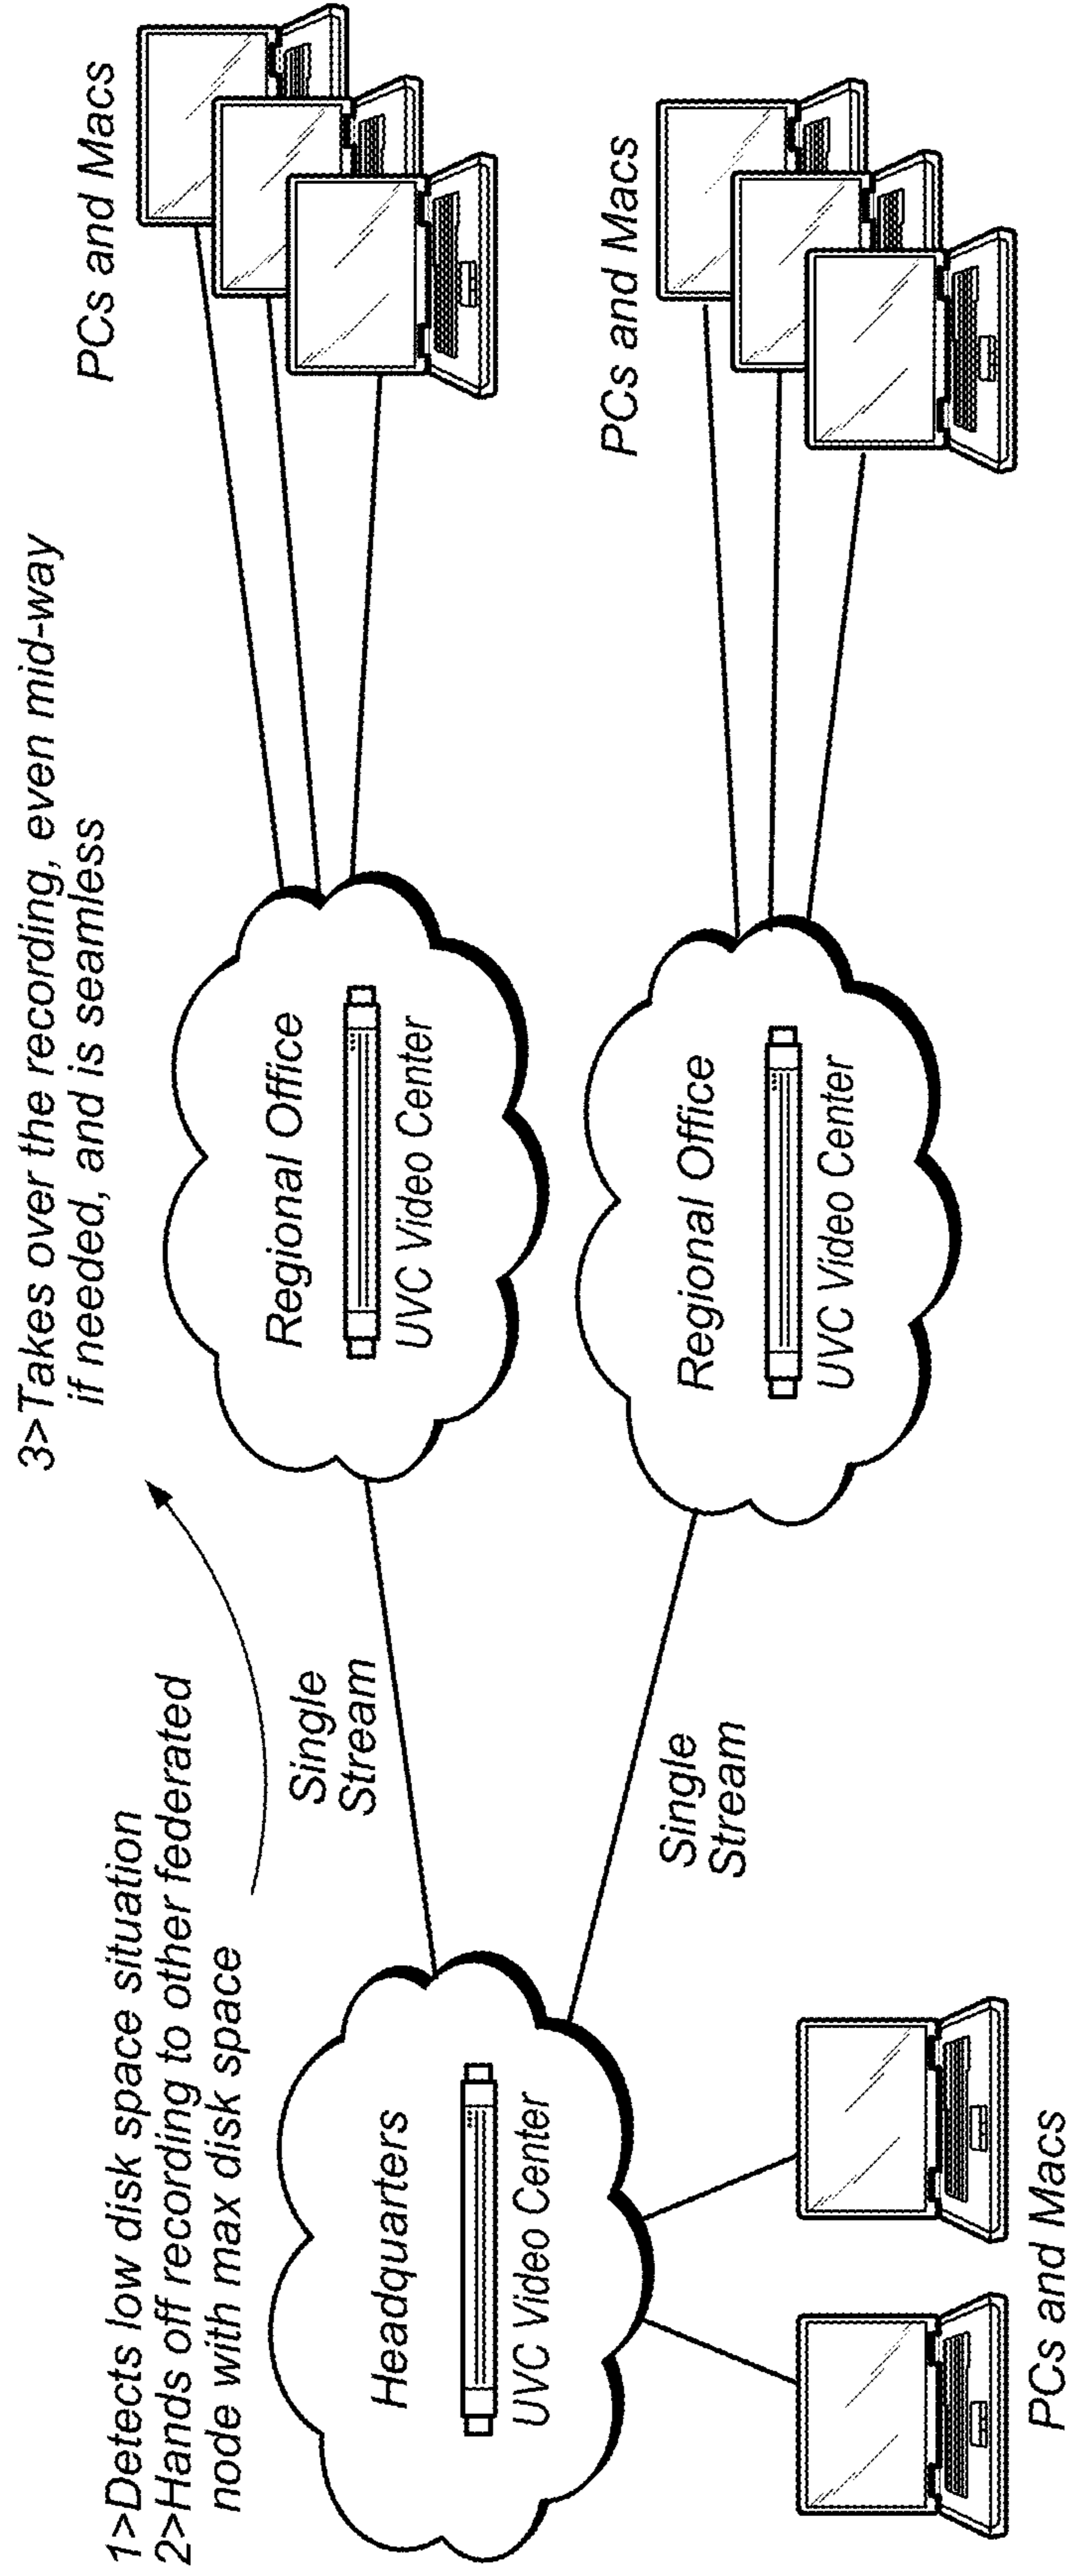 1>Detects low disk space situation
2>Hands off recording to other federated
node with max disk space
3>Takes over the recording, even mid-way
if needed, and is seamless
Headquarters
UVC Video Center
PCs and Macs
Single
Stream
Single
Stream
Regional Office
UVC Video Center
Regional Office
UVC Video Center
PCs and Macs
PCs and Macs